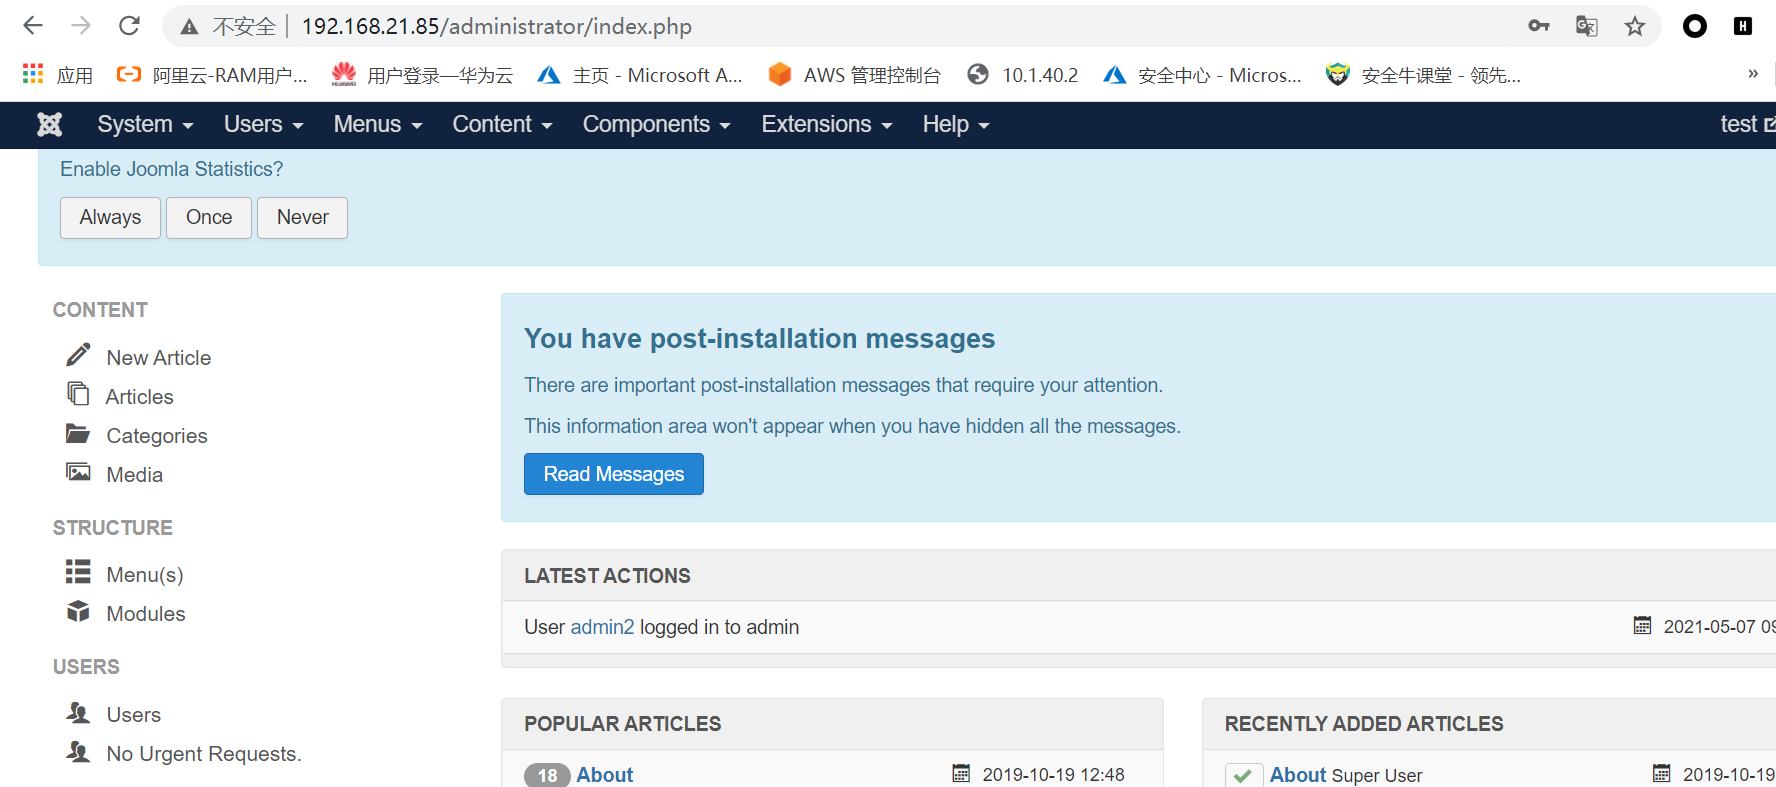 不安全 192.168.21.85/administrator/index.php
应用 阿里云-RAM用户... 用户登录—华为云 主页 - Microsoft A... AWS 管理控制台 10.1.40.2 安全中心 - Micros... 安全牛课堂 - 领先... »
System Users Menus Content Components Extensions Help test
Enable Joomla Statistics?
Always Once Never
CONTENT
New Article
Articles
Categories
Media
STRUCTURE
Menu(s)
Modules
USERS
Users
No Urgent Requests.
You have post-installation messages
There are important post-installation messages that require your attention.
This information area won't appear when you have hidden all the messages.
Read Messages
LATEST ACTIONS
User admin2 logged in to admin 2021-05-07 09
POPULAR ARTICLES
18 About 2019-10-19 12:48
RECENTLY ADDED ARTICLES
About Super User 2019-10-19